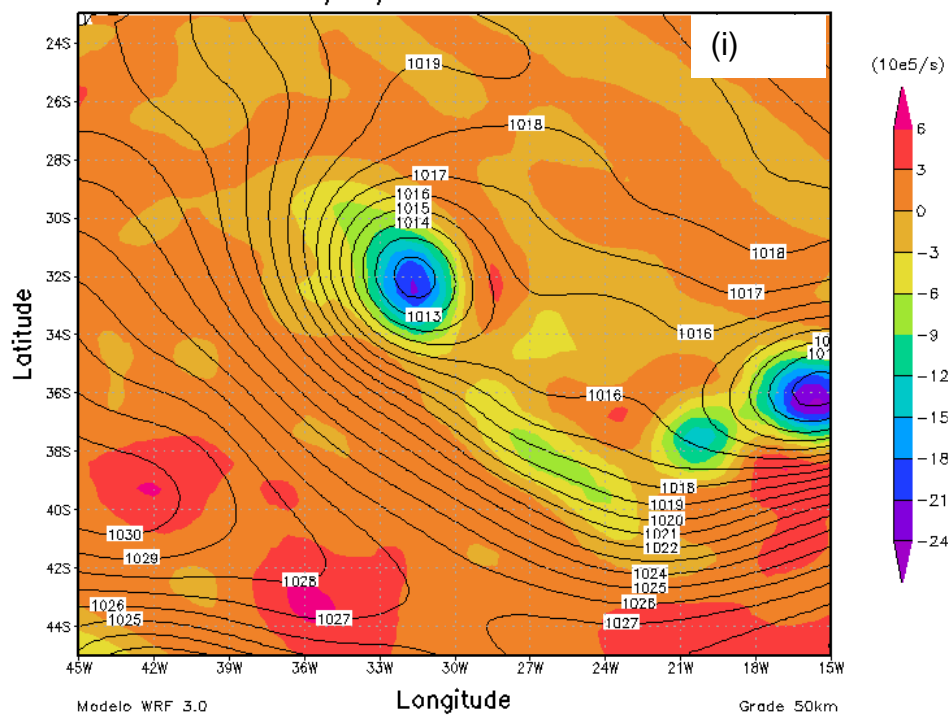 (i)
(10e5/s)
24S
26S
28S
30S
32S
34S
36S
38S
40S
42S
44S
Latitude
1019
1018
1017
1016
1015
1014
1013
1018
1017
1016
1016
1018
1019
1020
1021
1022
1024
1025
1026
1027
1030
1029
1028
1027
1026
1025
6
3
0
-3
-6
-9
-12
-15
-18
-21
-24
45W 42W 39W 36W 33W 30W 27W 24W 21W 18W 15W
Longitude
Modelo WRF 3.0
Grade 50km